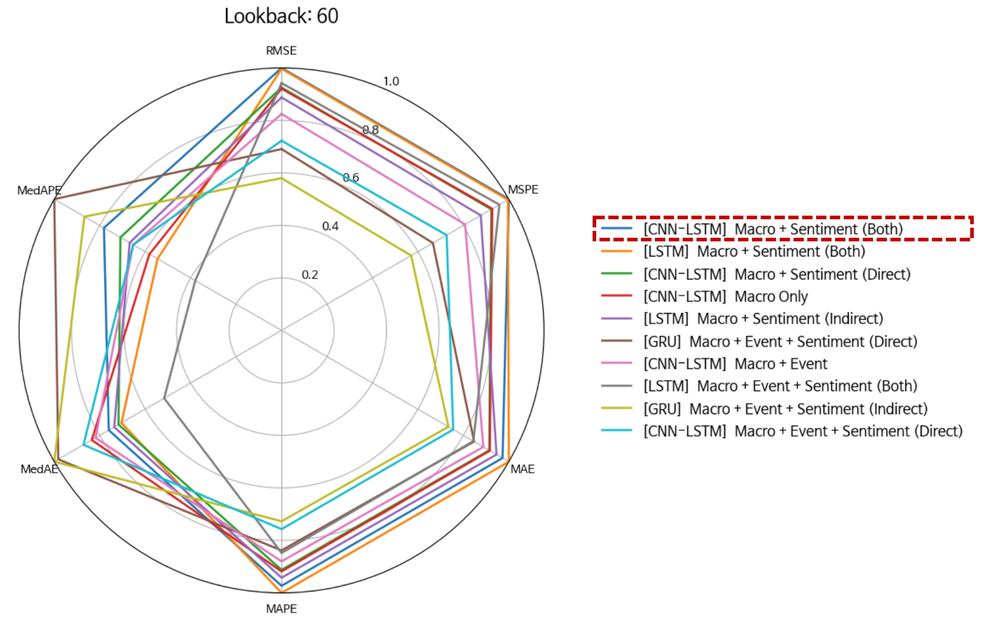 Lookback: 60
RMSE
1.0
0.8
0.6
0.4
0.2
MedAPE
MSPE
MedAE
MAE
MAPE
[CNN-LSTM] Macro + Sentiment (Both)
[LSTM] Macro + Sentiment (Both)
[CNN-LSTM] Macro + Sentiment (Direct)
[CNN-LSTM] Macro Only
[LSTM] Macro + Sentiment (Indirect)
[GRU] Macro + Event + Sentiment (Direct)
[CNN-LSTM] Macro + Event
[LSTM] Macro + Event + Sentiment (Both)
[GRU] Macro + Event + Sentiment (Indirect)
[CNN-LSTM] Macro + Event + Sentiment (Direct)